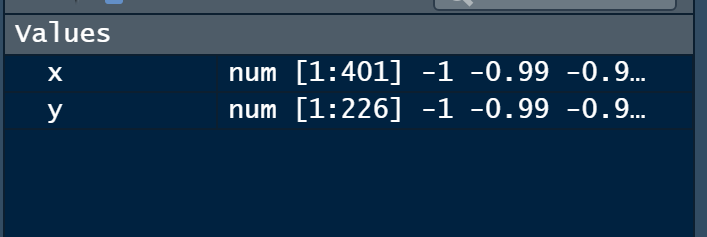 Values
x num [1:401] -1 -0.99 -0.9…
y num [1:226] -1 -0.99 -0.9…